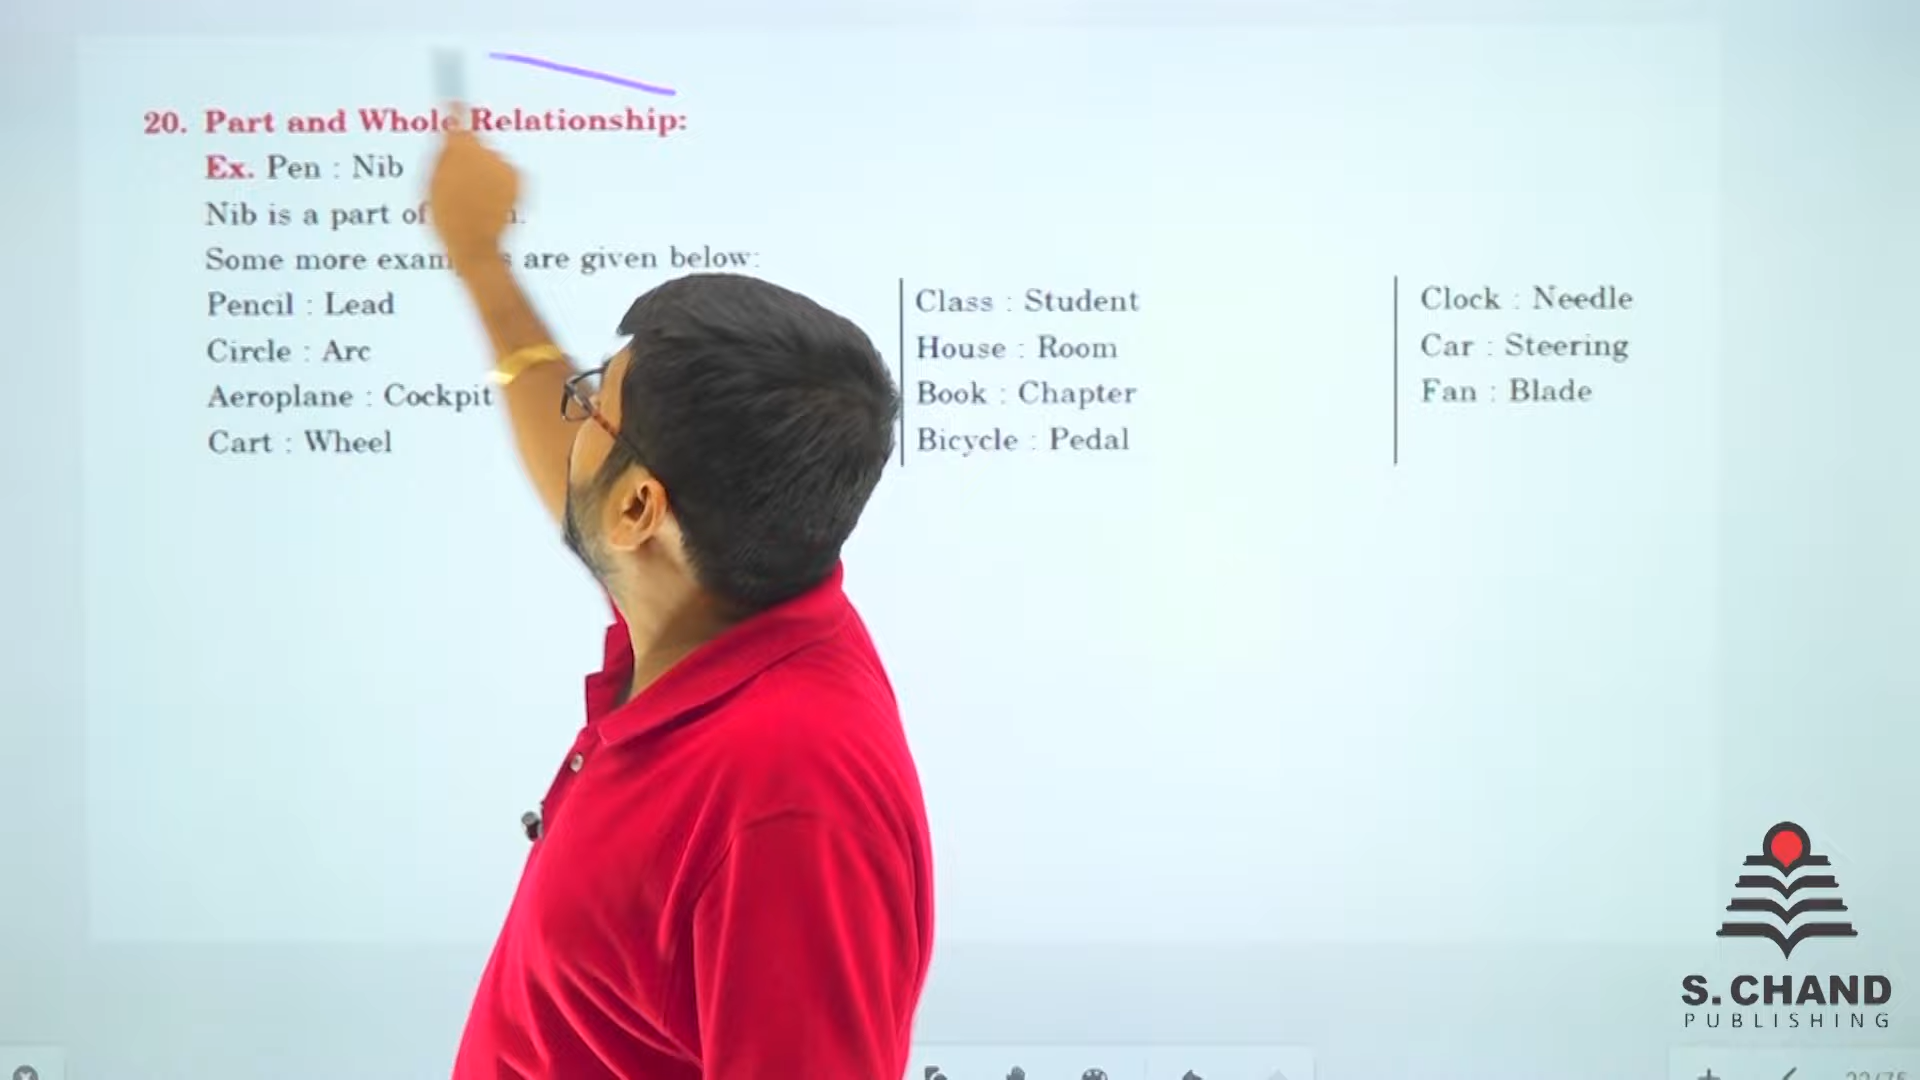 20. Part and Whole Relationship:
Ex. Pen : Nib
Nib is a part of
Some more are given below:
Pencil : Lead
Circle : Arc
Aeroplane : Cockpit
Cart : Wheel
Class : Student
House : Room
Book : Chapter
Bicycle : Pedal
Clock : Needle
Car : Steering
Fan : Blade
S. CHAND
PUBLISHING